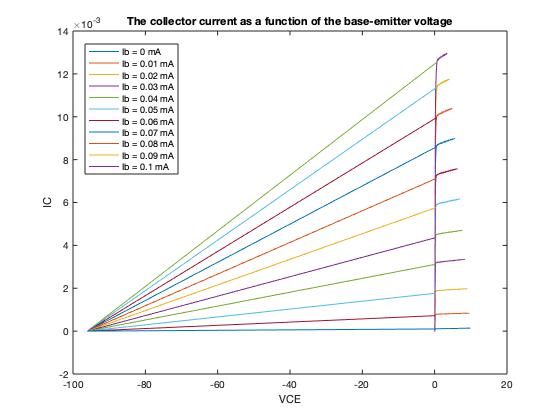 The collector current as a function of the base-emitter voltage
×10⁻³
14
12
10
8
6
4
2
0
-2
IC
Ib = 0 mA
Ib = 0.01 mA
Ib = 0.02 mA
Ib = 0.03 mA
Ib = 0.04 mA
Ib = 0.05 mA
Ib = 0.06 mA
Ib = 0.07 mA
Ib = 0.08 mA
Ib = 0.09 mA
Ib = 0.1 mA
-100 -80 -60 -40 -20 0 20
VCE